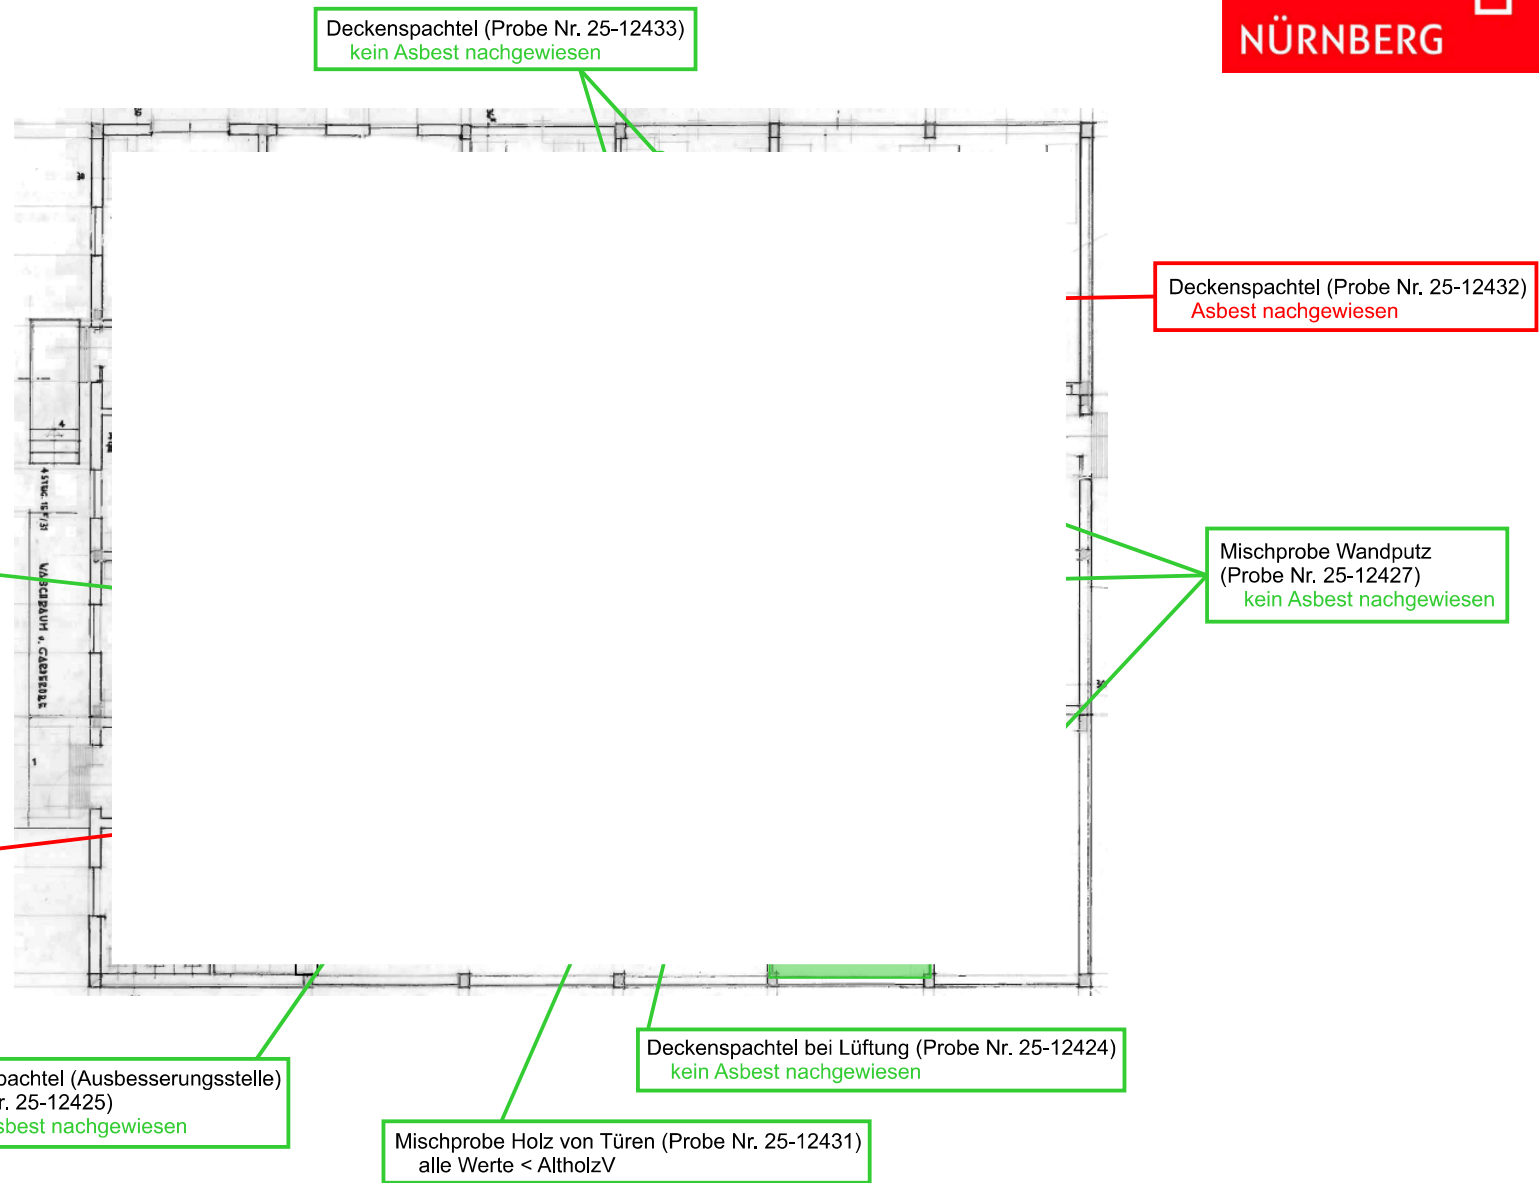 Deckenspachtel (Probe Nr. 25-12433)
kein Asbest nachgewiesen
NÜRNBERG
Deckenspachtel (Probe Nr. 25-12432)
Asbest nachgewiesen
4
Mischprobe Wandputz
(Probe Nr. 25-12427)
kein Asbest nachgewiesen
1
Deckenspachtel bei Lüftung (Probe Nr. 25-12424)
kein Asbest nachgewiesen
pachtel (Ausbesserungsstelle)
r. 25-12425)
sbest nachgewiesen
Mischprobe Holz von Türen (Probe Nr. 25-12431)
alle Werte < AltholzV